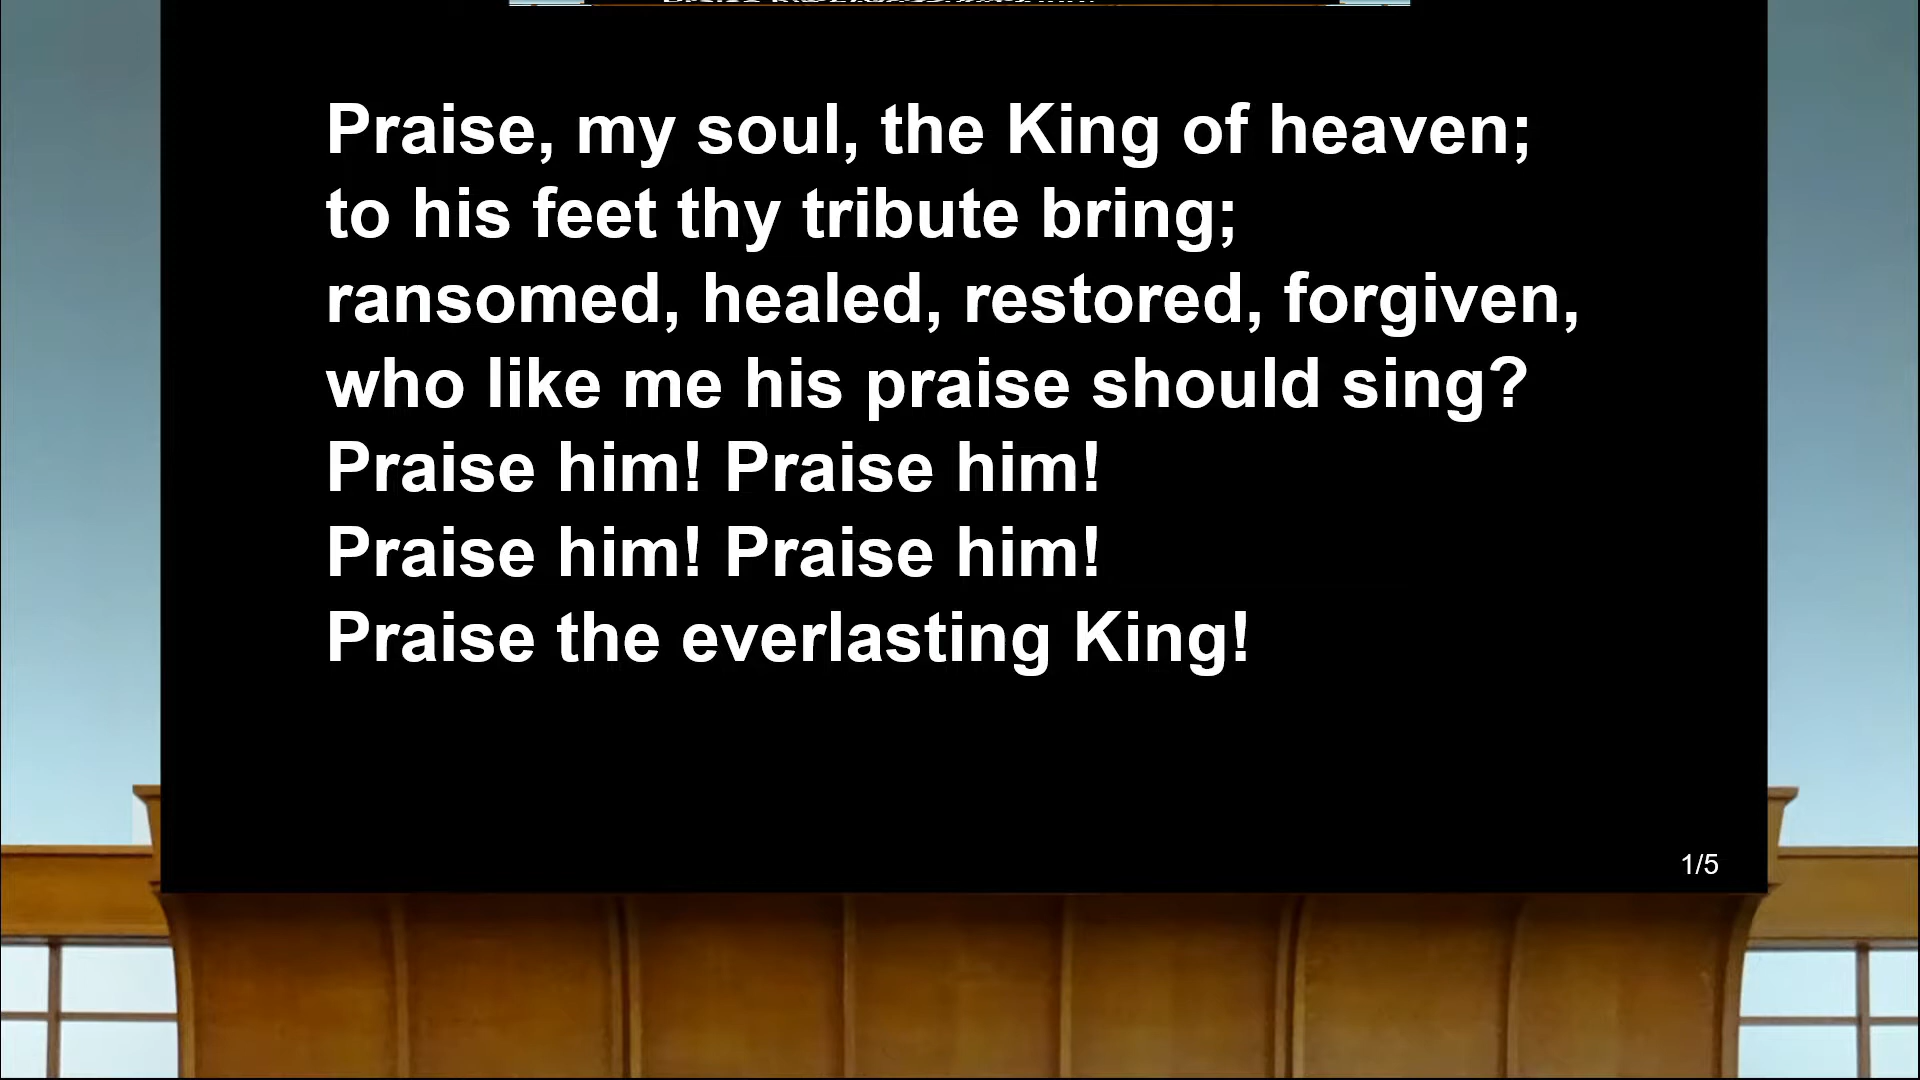 Praise, my soul, the King of heaven;
to his feet thy tribute bring;
ransomed, healed, restored, forgiven,
who like me his praise should sing?
Praise him! Praise him!
Praise him! Praise him!
Praise the everlasting King!
1/5